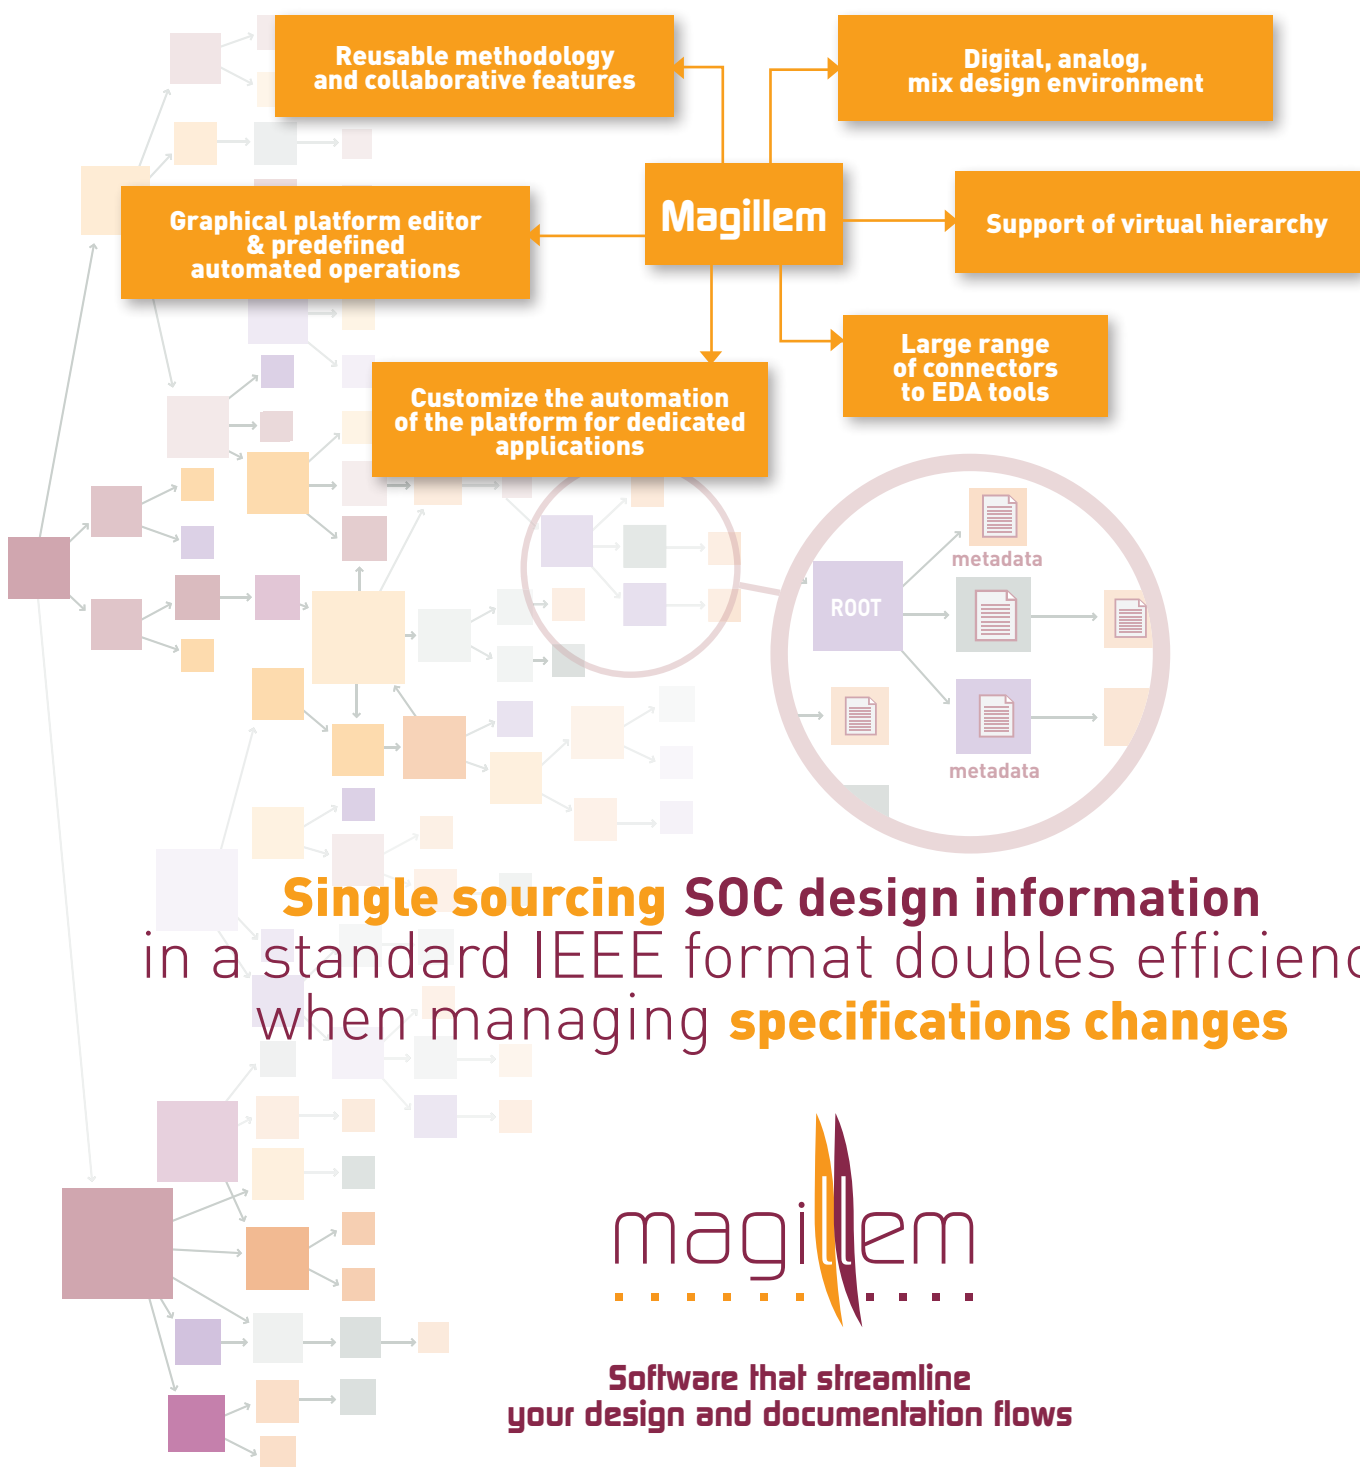 Reusable methodology
and collaborative features
Digital, analog,
mix design environment
Magillem
Graphical platform editor
& predefined
automated operations
Support of virtual hierarchy
Large range
of connectors
to EDA tools
Customize the automation
of the platform for dedicated
applications
metadata
ROOT
metadata
Single sourcing SOC design information
in a standard IEEE format doubles efficienc
when managing specifications changes
magillem
Software that streamline
your design and documentation flows